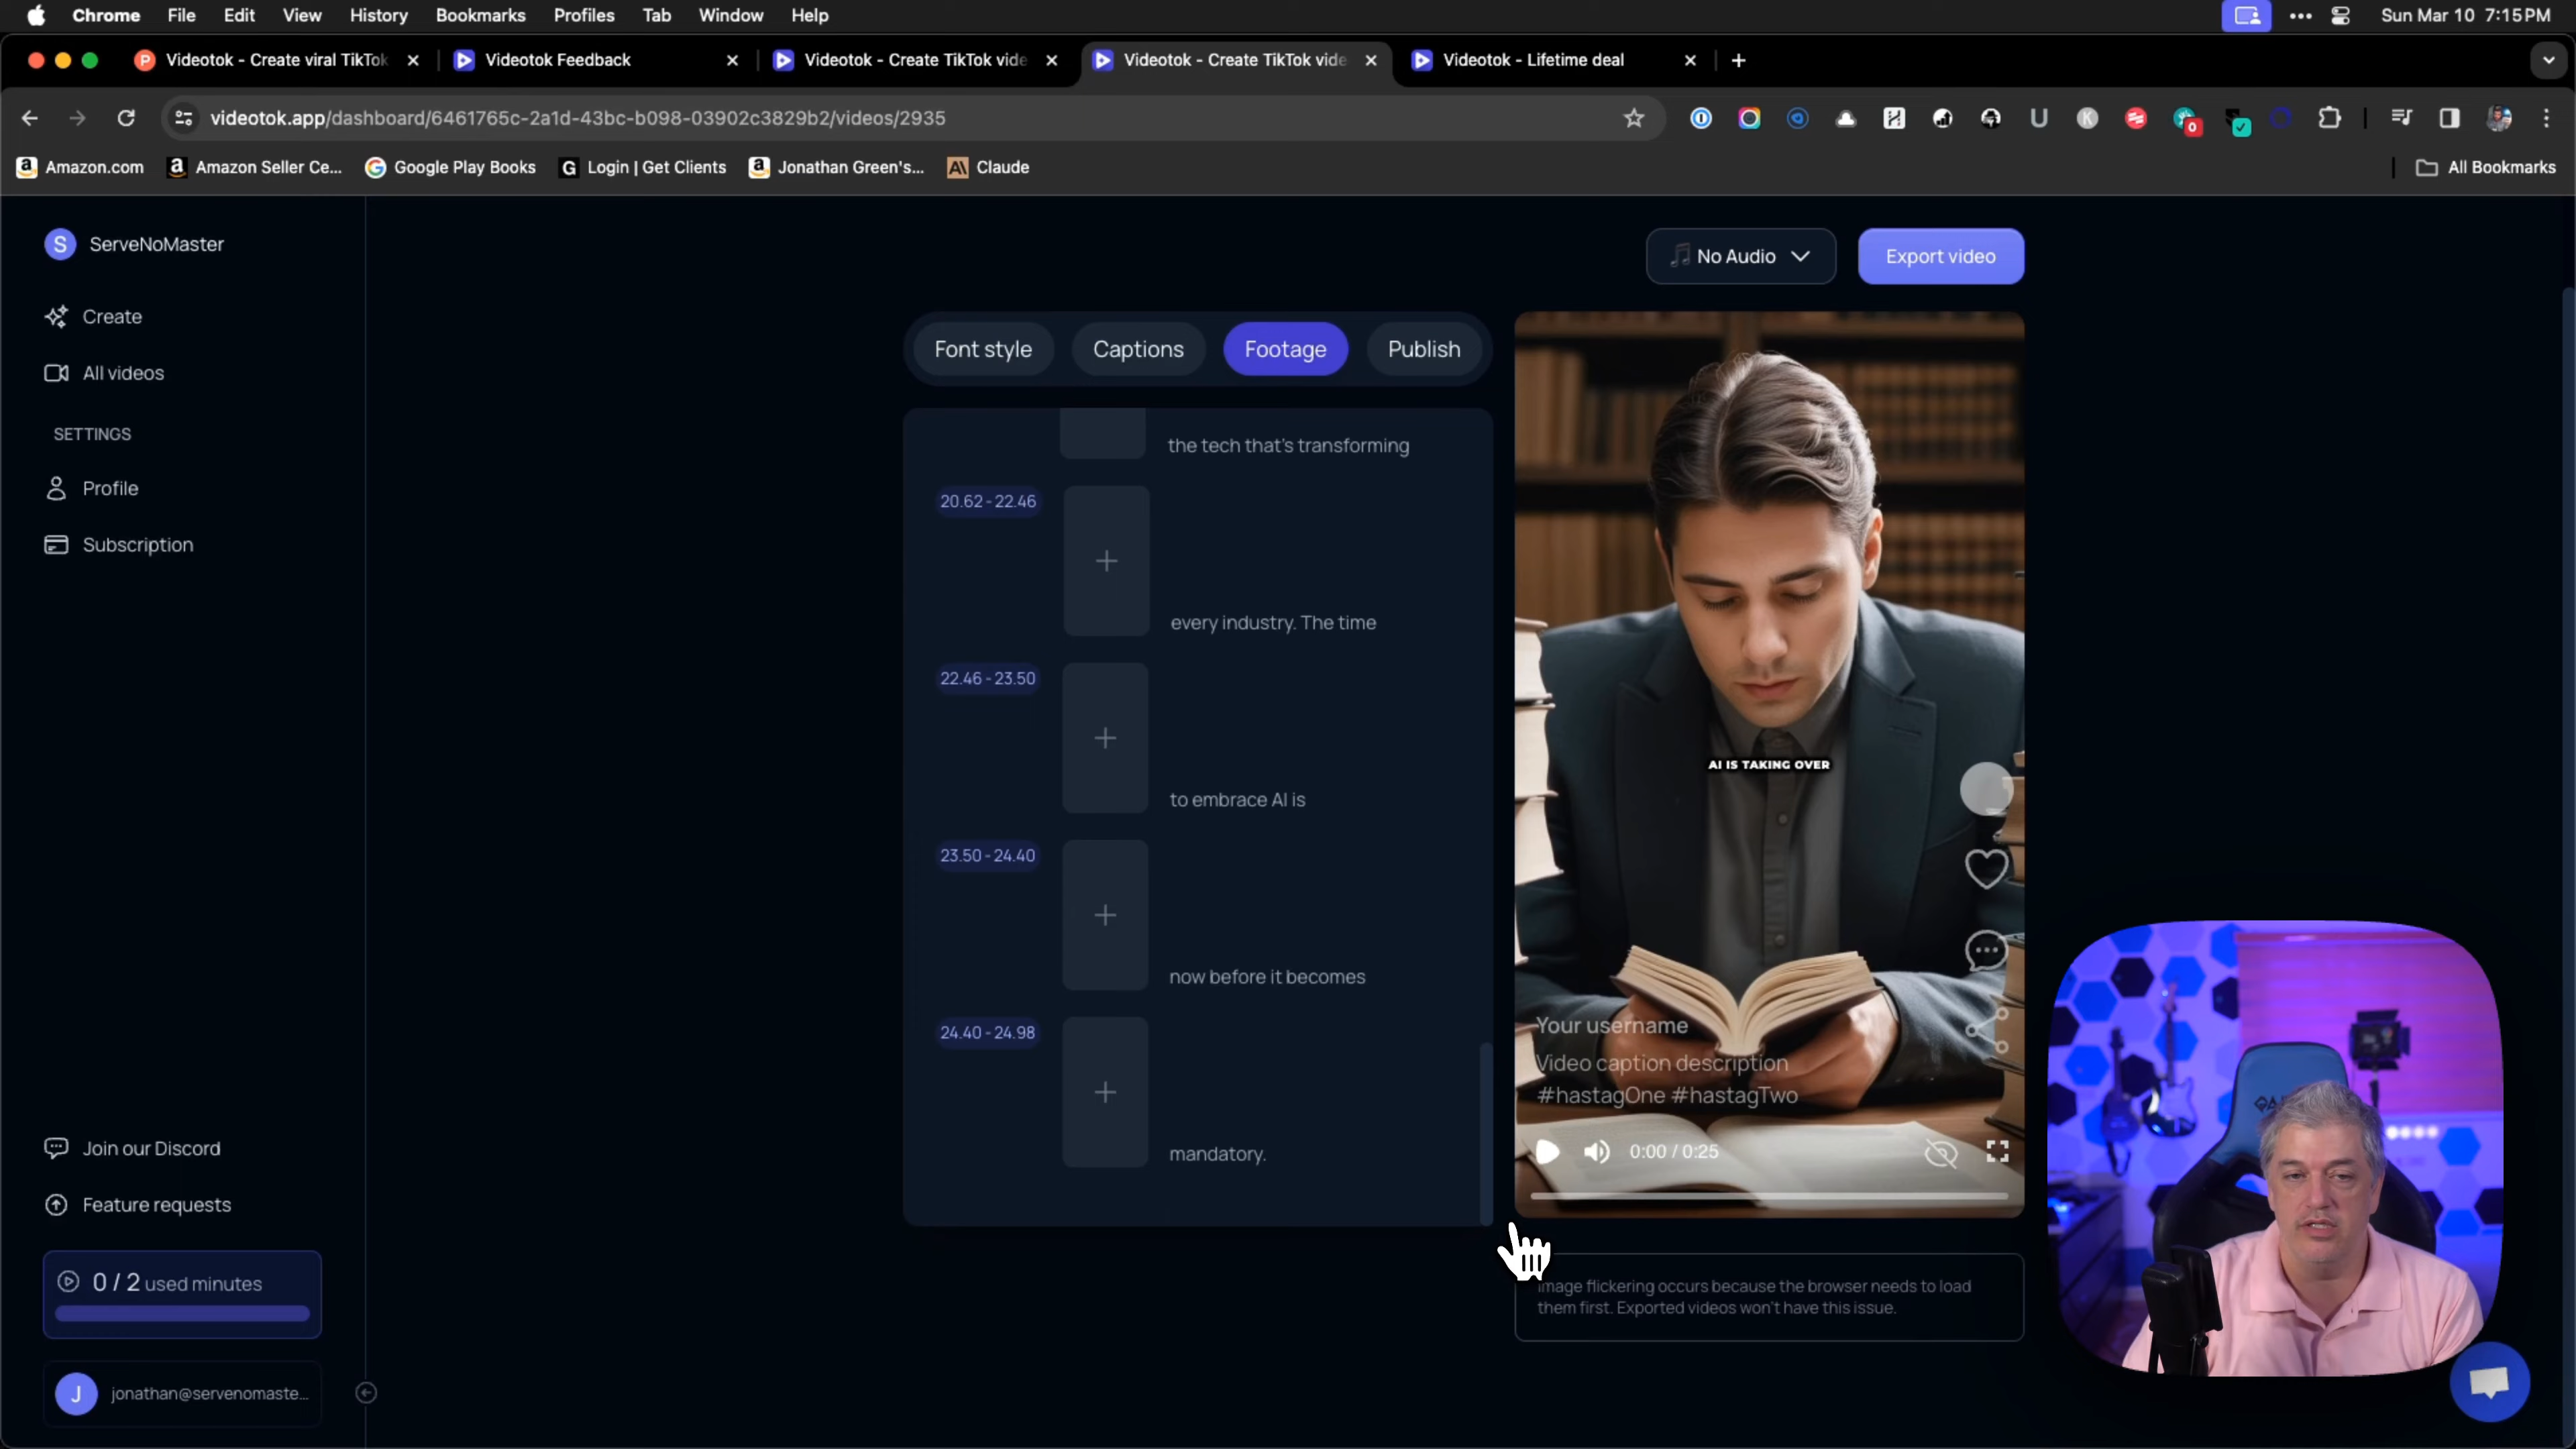 Chrome File Edit View History Bookmarks Profiles Tab Window Help Sun Mar 10 7:15 PM
Videotok - Create viral TikTok Videotok Feedback Videotok - Create TikTok vide Videotok - Create TikTok vide Videotok - Lifetime deal
videotok.app/dashboard/6461765c-2a1d-43bc-b098-03902c3829b2/videos/2935
Amazon.com Amazon Seller Ce... Google Play Books Login | Get Clients Jonathan Green's... Claude All Bookmarks
S ServeNoMaster
Create
All videos
SETTINGS
Profile
Subscription
Join our Discord
Feature requests
0 / 2 used minutes
J jonathan@servenomaste...
No Audio Export video
Font style Captions Footage Publish
the tech that's transforming
20.62 - 22.46
every industry. The time
22.46 - 23.50
to embrace AI is
23.50 - 24.40
now before it becomes
24.40 - 24.98
mandatory.
AI IS TAKING OVER
Your username
Video caption description
#hastagOne #hastagTwo
0:00 / 0:25
Image flickering occurs because the browser needs to load
them first. Exported videos won't have this issue.